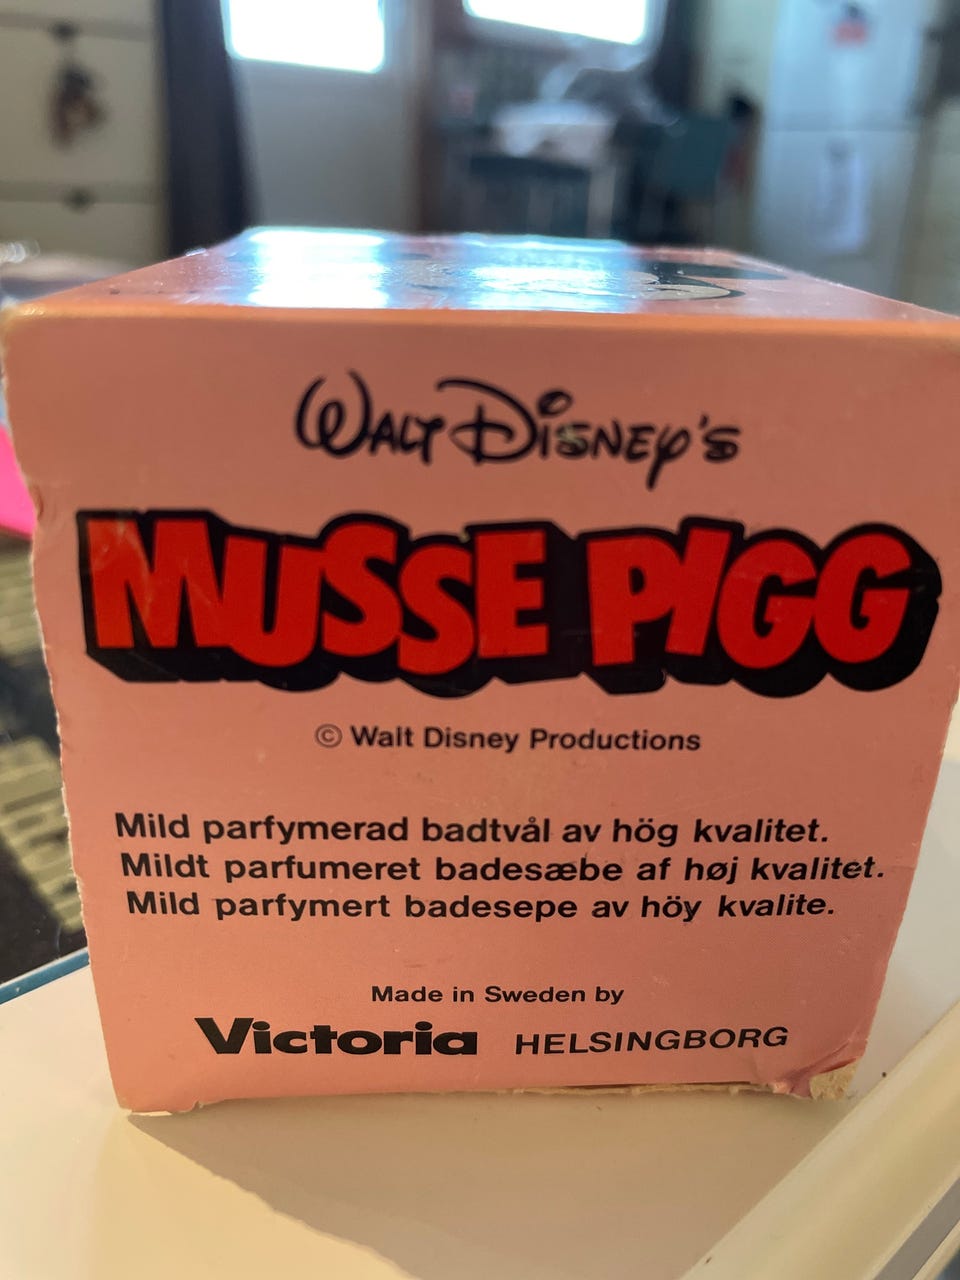 Walt Disney's
MUSSE PIGG
© Walt Disney Productions
Mild parfymerad badtvål av hög kvalitet.
Mildt parfumeret badesæbe af høj kvalitet.
Mild parfymert badesepe av höy kvalite.
Made in Sweden by
Victoria HELSINGBORG